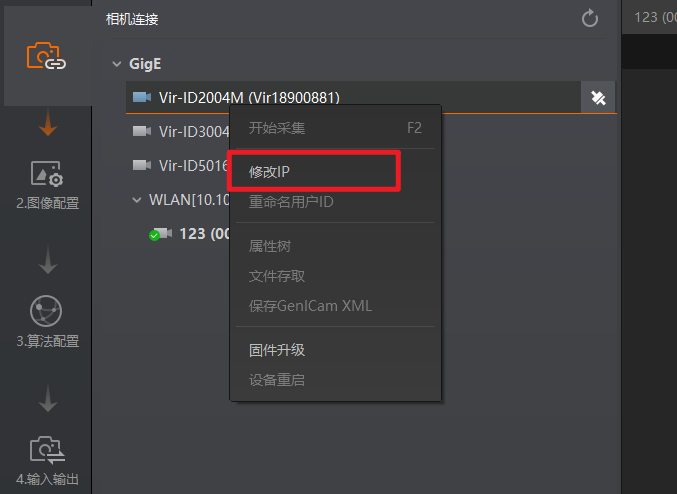 相机连接
123 (00
GigE
Vir-ID2004M (Vir18900881)
开始采集 F2
Vir-ID3004
修改IP
Vir-ID5016
重命名用户ID
2.图像配置
WLAN[10.10
123 (00
属性树
文件存取
保存GenICam XML
3.算法配置
固件升级
设备重启
4.输入输出